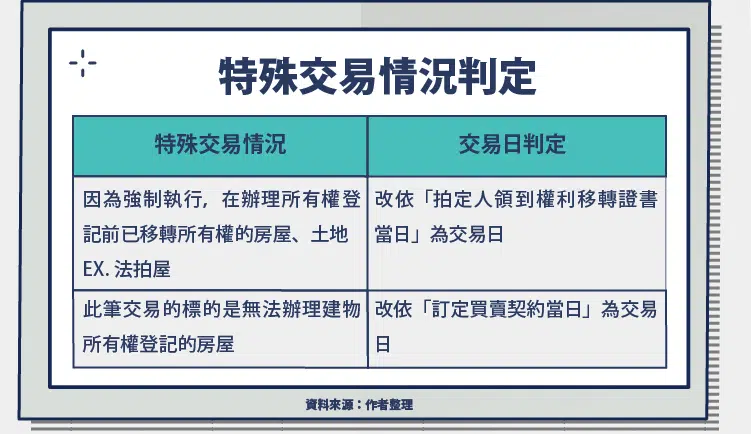 特殊交易情況判定
特殊交易情況
交易日判定
因為強制執行，在辦理所有權登
記前已移轉所有權的房屋、土地
EX. 法拍屋
改依「拍定人領到權利移轉證書
當日」為交易日
此筆交易的標的是無法辦理建物
所有權登記的房屋
改依「訂定買賣契約當日」為交易
日
資料來源：作者整理